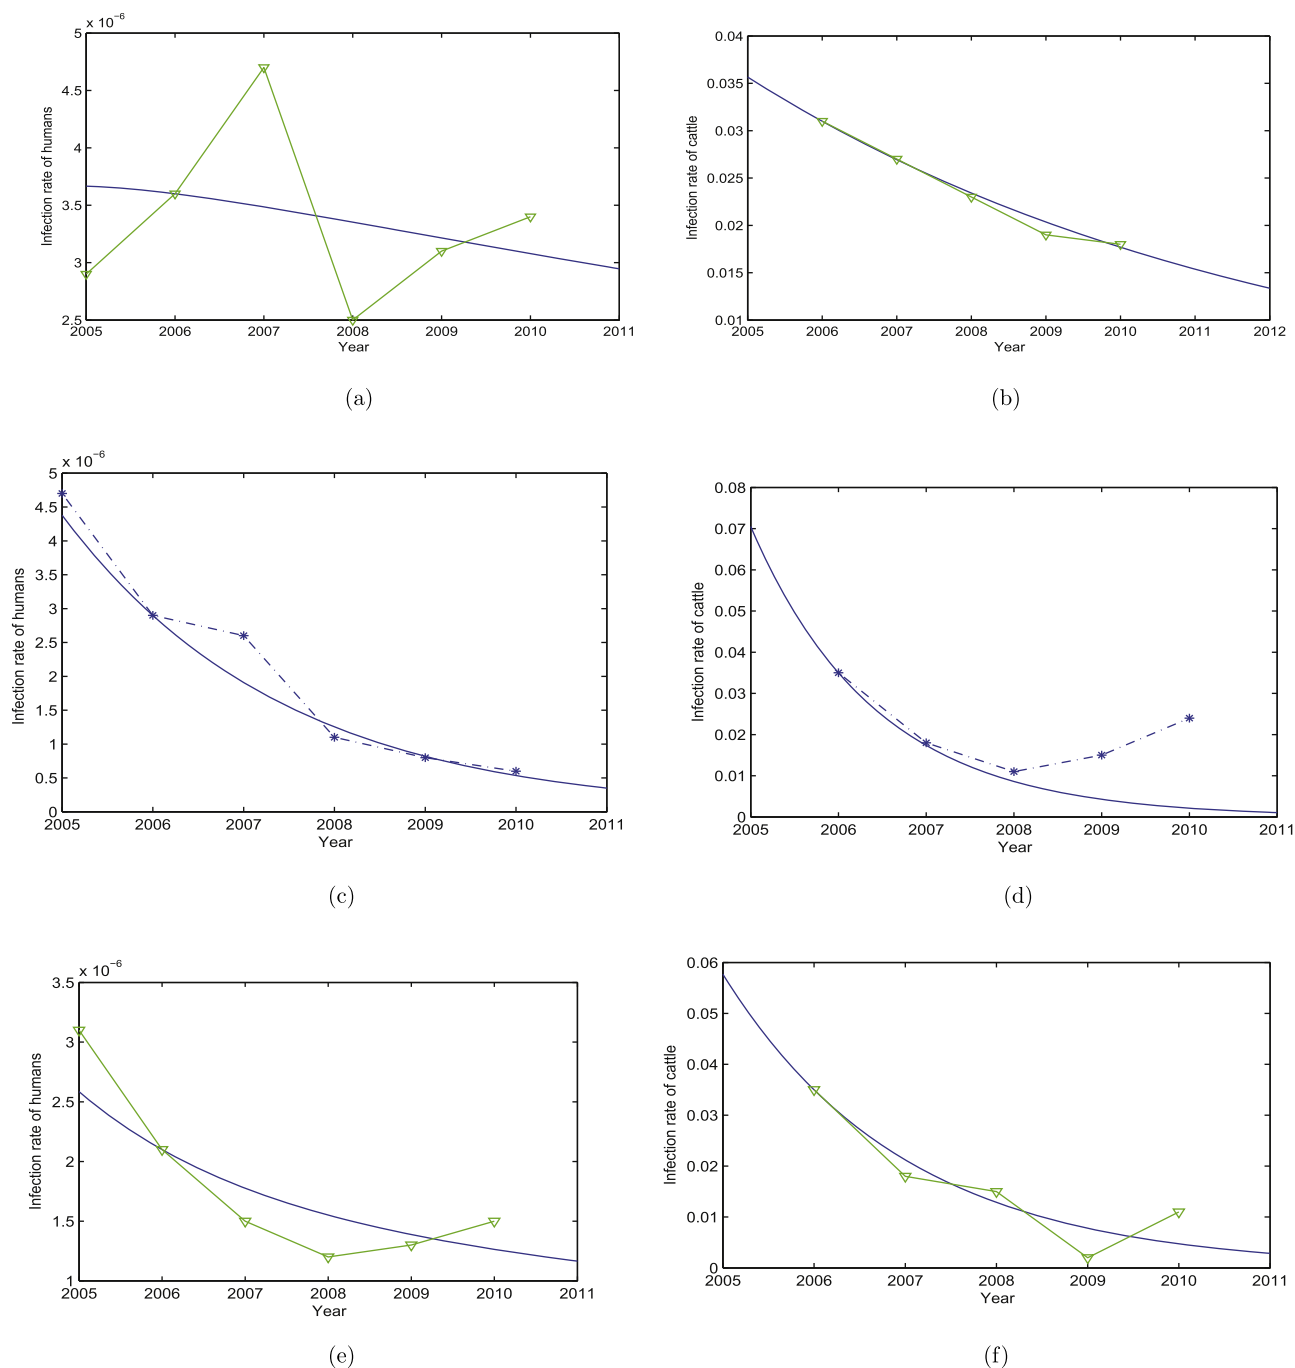 x 10⁻⁶
5
4.5
4
3.5
3
2.5
Infection rate of humans
2005 2006 2007 2008 2009 2010 2011
Year
(a)
0.04
0.035
0.03
0.025
0.02
0.015
0.01
Infection rate of cattle
2005 2006 2007 2008 2009 2010 2011 2012
Year
(b)
x 10⁻⁶
5
4.5
4
3.5
3
2.5
2
1.5
1
0.5
0
Infection rate of humans
2005 2006 2007 2008 2009 2010 2011
Year
(c)
0.08
0.07
0.06
0.05
0.04
0.03
0.02
0.01
0
Infection rate of cattle
2005 2006 2007 2008 2009 2010 2011
Year
(d)
x 10⁻⁶
3.5
3
2.5
2
1.5
1
Infection rate of humans
2005 2006 2007 2008 2009 2010 2011
Year
(e)
0.06
0.05
0.04
0.03
0.02
0.01
0
Infection rate of cattle
2005 2006 2007 2008 2009 2010 2011
Year
(f)